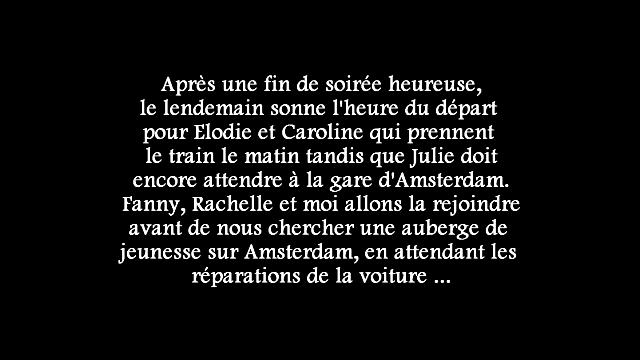 Après une fin de soirée heureuse,
le lendemain sonne l'heure du départ
pour Elodie et Caroline qui prennent
le train le matin tandis que Julie doit
encore attendre à la gare d'Amsterdam.
Fanny, Rachelle et moi allons la rejoindre
avant de nous chercher une auberge de
jeunesse sur Amsterdam, en attendant les
réparations de la voiture ...